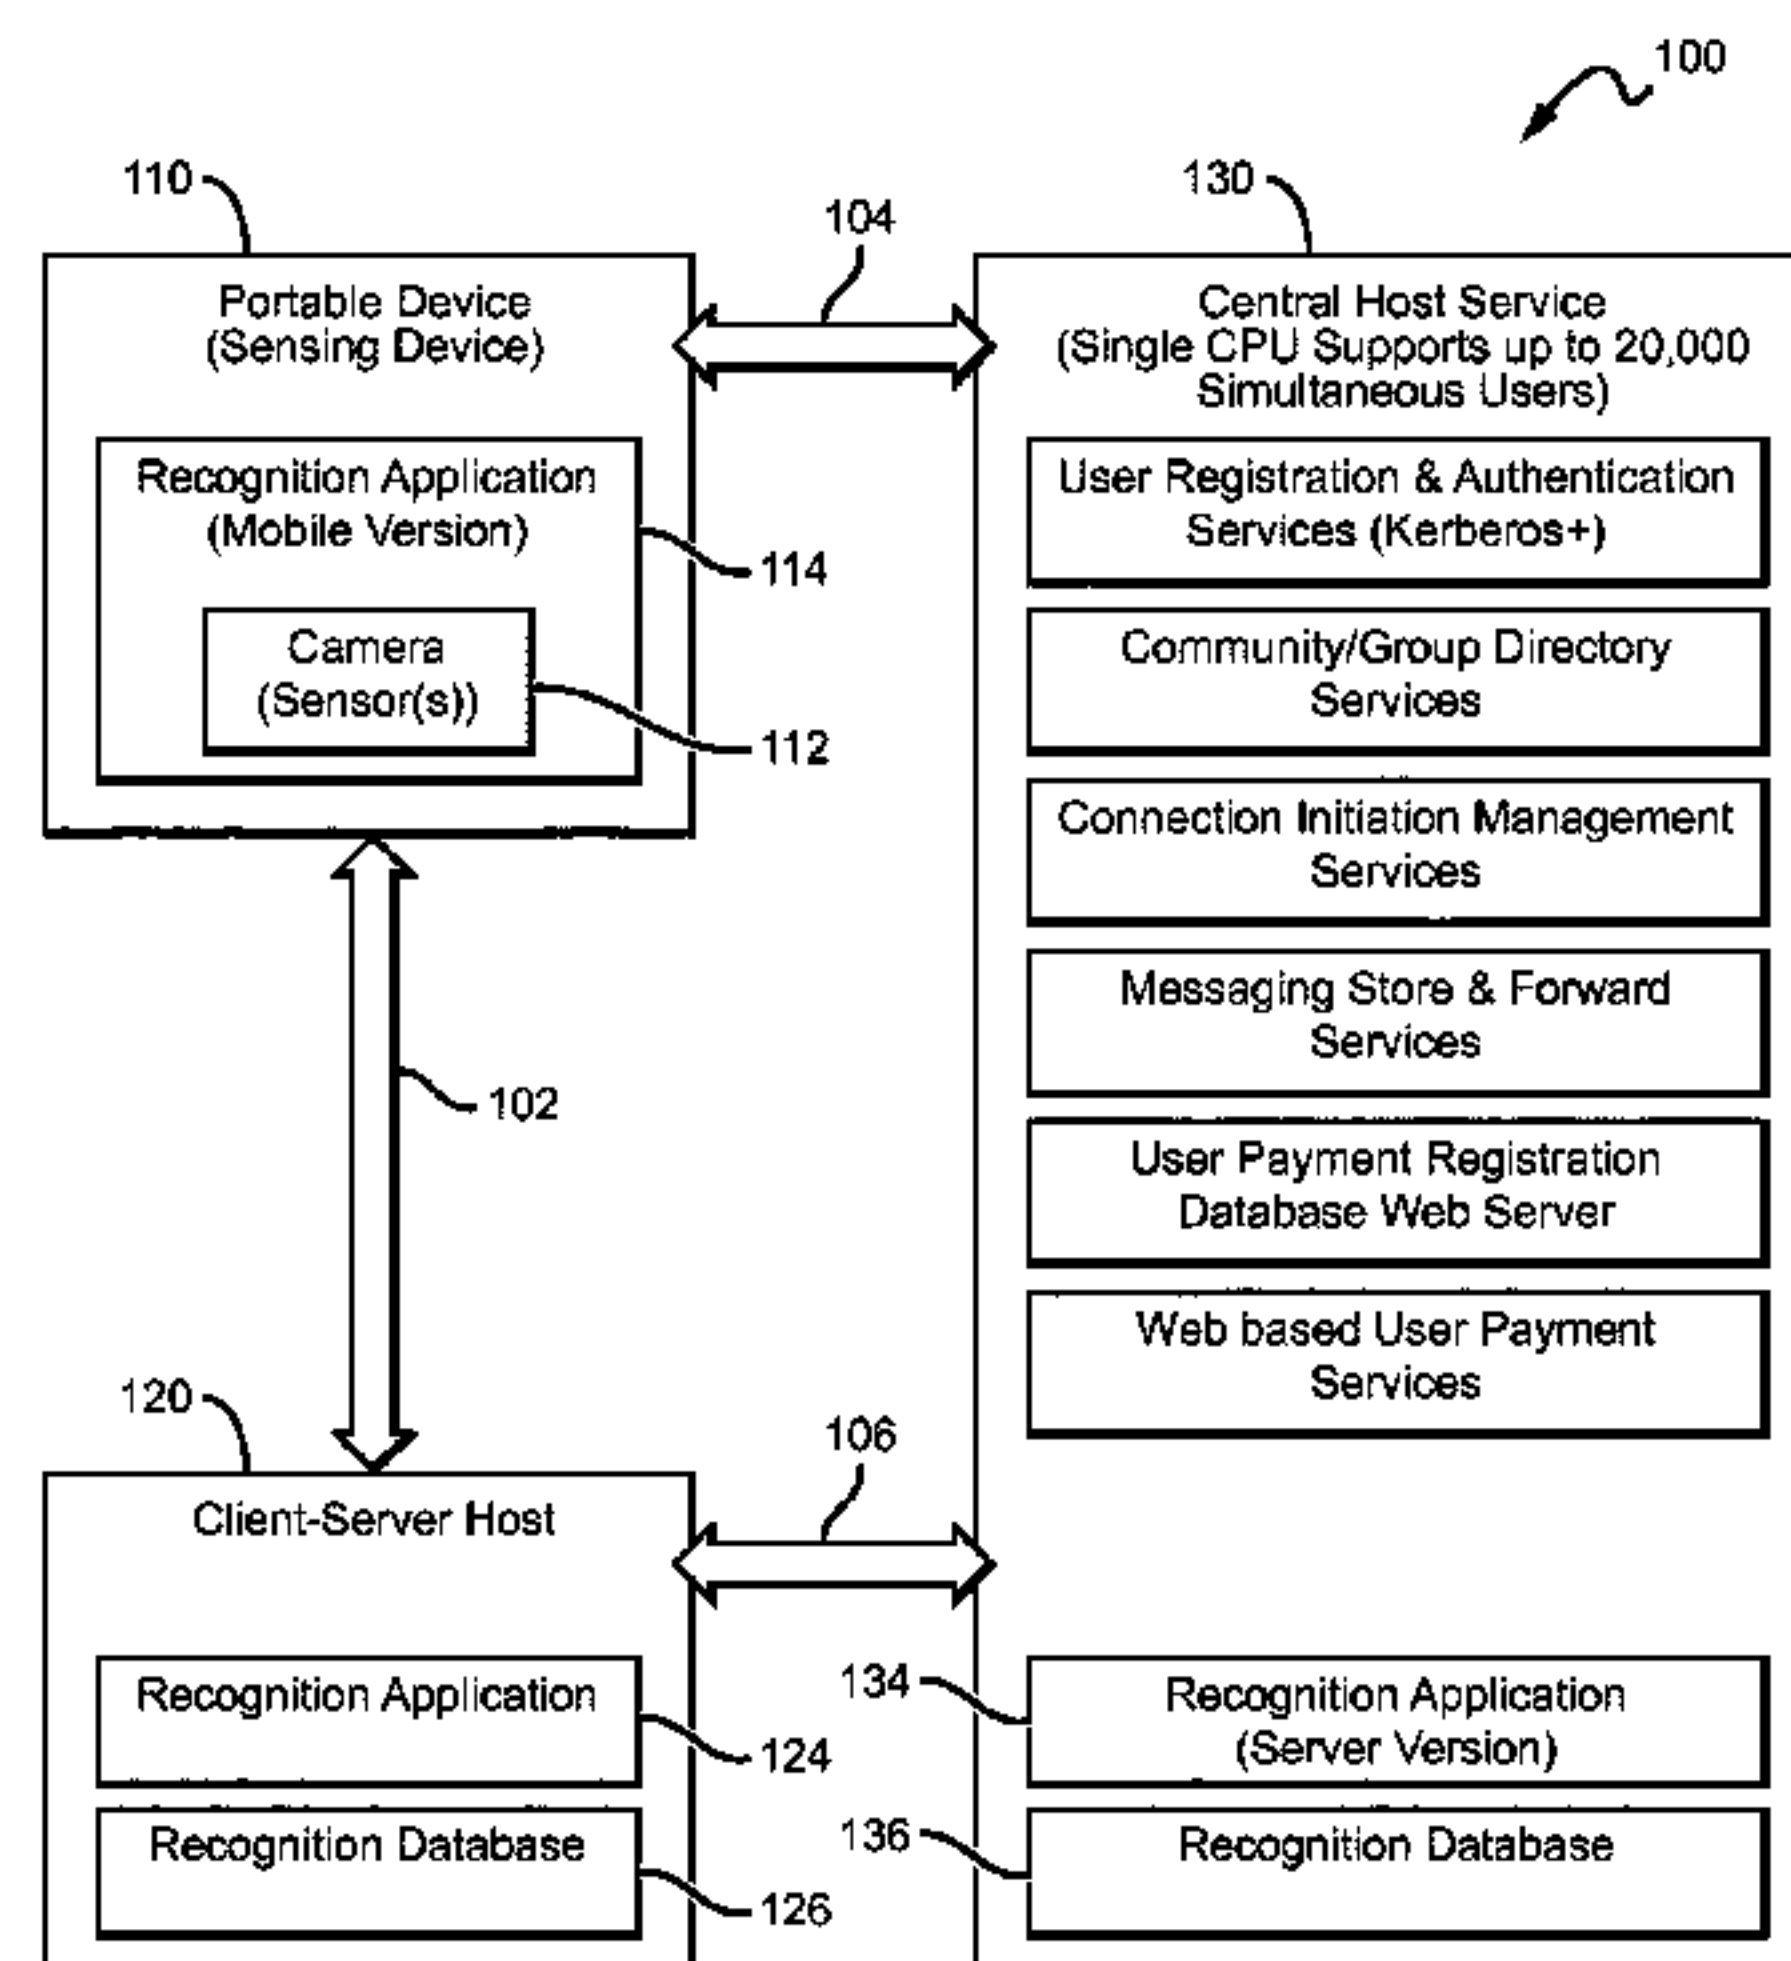 100
110
130
104
Portable Device
(Sensing Device)
Central Host Service
(Single CPU Supports up to 20,000
Simultaneous Users)
Recognition Application
(Mobile Version)
114
Camera
(Sensor(s))
112
User Registration & Authentication
Services (Kerberos+)
Community/Group Directory
Services
Connection Initiation Management
Services
Messaging Store & Forward
Services
102
User Payment Registration
Database Web Server
Web based User Payment
Services
120
106
Client-Server Host
Recognition Application
124
Recognition Database
126
134
Recognition Application
(Server Version)
136
Recognition Database